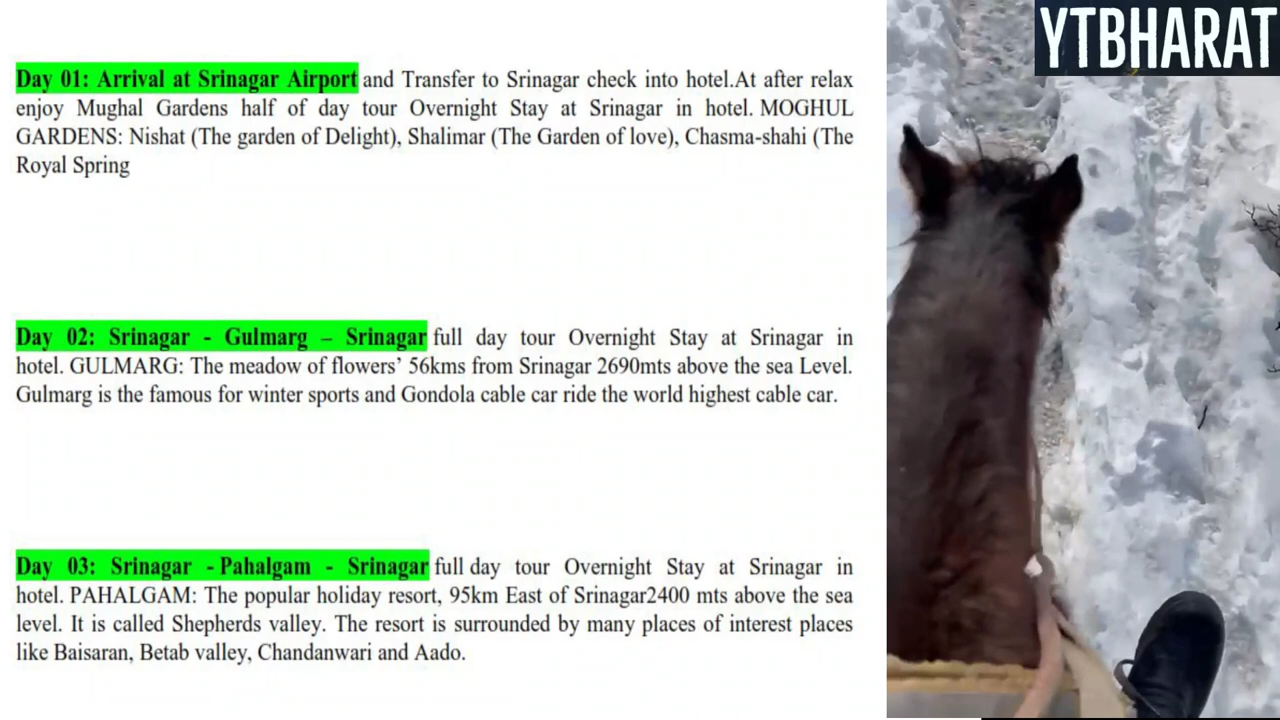 Day 01: Arrival at Srinagar Airport and Transfer to Srinagar check into hotel.At after relax
enjoy Mughal Gardens half of day tour Overnight Stay at Srinagar in hotel. MOGHUL
GARDENS: Nishat (The garden of Delight), Shalimar (The Garden of love), Chasma-shahi (The
Royal Spring
Day 02: Srinagar - Gulmarg – Srinagar full day tour Overnight Stay at Srinagar in
hotel. GULMARG: The meadow of flowers’ 56kms from Srinagar 2690mts above the sea Level.
Gulmarg is the famous for winter sports and Gondola cable car ride the world highest cable car.
Day 03: Srinagar - Pahalgam - Srinagar full day tour Overnight Stay at Srinagar in
hotel. PAHALGAM: The popular holiday resort, 95km East of Srinagar2400 mts above the sea
level. It is called Shepherds valley. The resort is surrounded by many places of interest places
like Baisaran, Betab valley, Chandanwari and Aado.
YTBHARAT